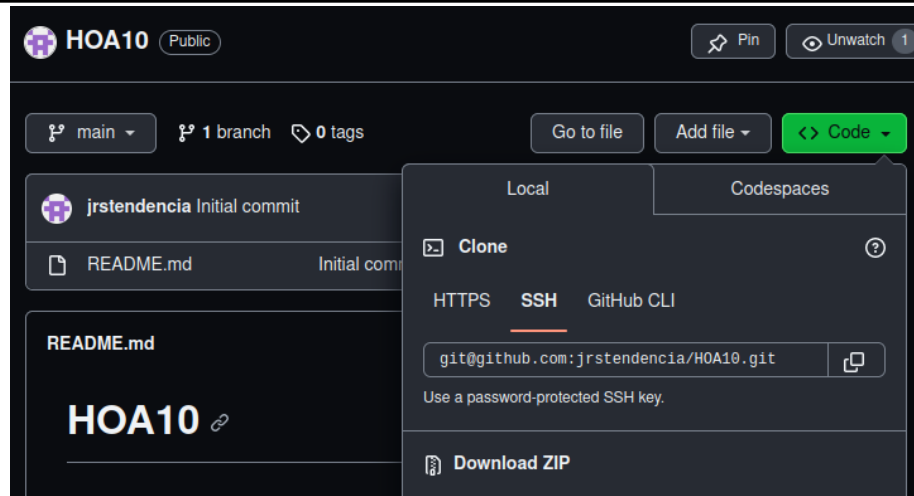 HOA10 Public Pin Unwatch 1
main 1 branch 0 tags Go to file Add file <> Code
Local Codespaces
jrstendencia Initial commit
Clone
README.md Initial com
HTTPS SSH GitHub CLI
README.md
git@github.com:jrstendencia/HOA10.git
Use a password-protected SSH key.
HOA10
Download ZIP